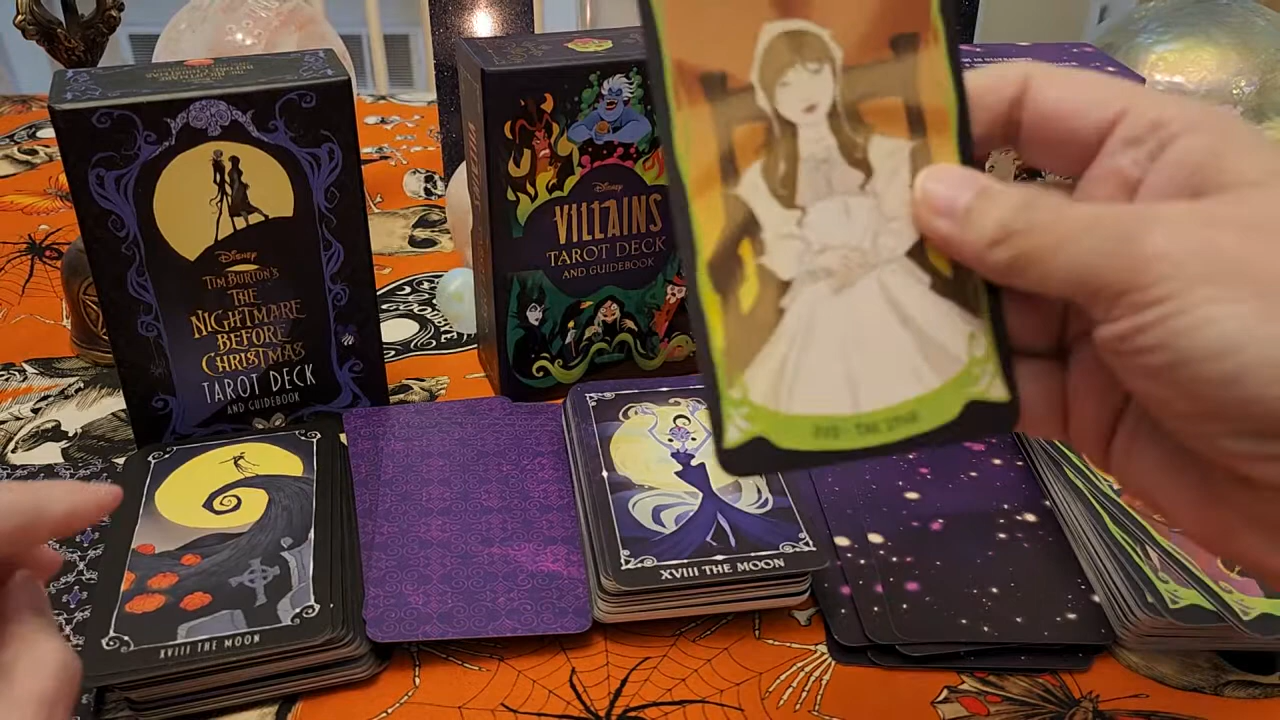 Disney
TIM BURTON'S
THE
NIGHTMARE
BEFORE
CHRISTMAS
TAROT DECK
AND GUIDEBOOK
Disney
VILLAINS
TAROT DECK
AND GUIDEBOOK
GOODBYE
XVIII THE MOON
XVIII THE MOON